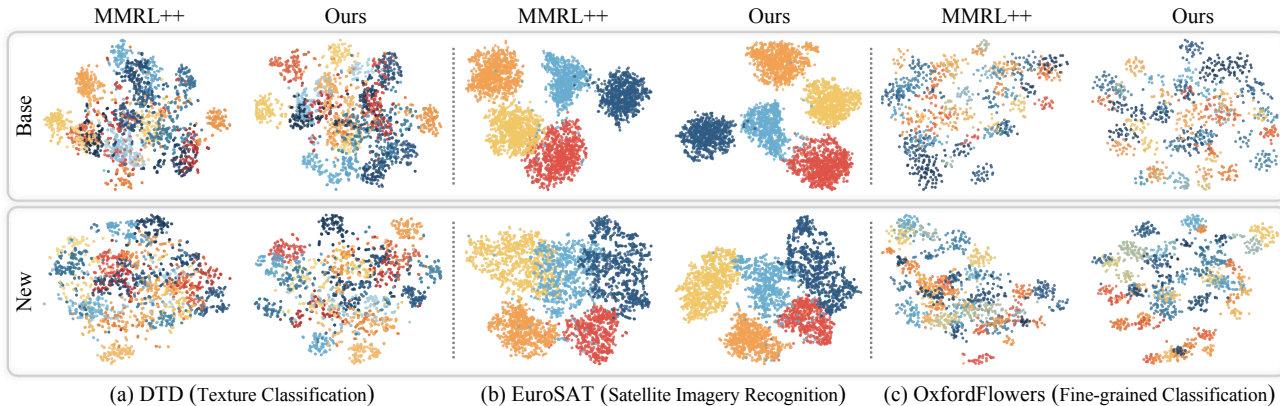 MMRL++ Ours MMRL++ Ours MMRL++ Ours
Base
New
(a) DTD (Texture Classification) (b) EuroSAT (Satellite Imagery Recognition) (c) OxfordFlowers (Fine-grained Classification)